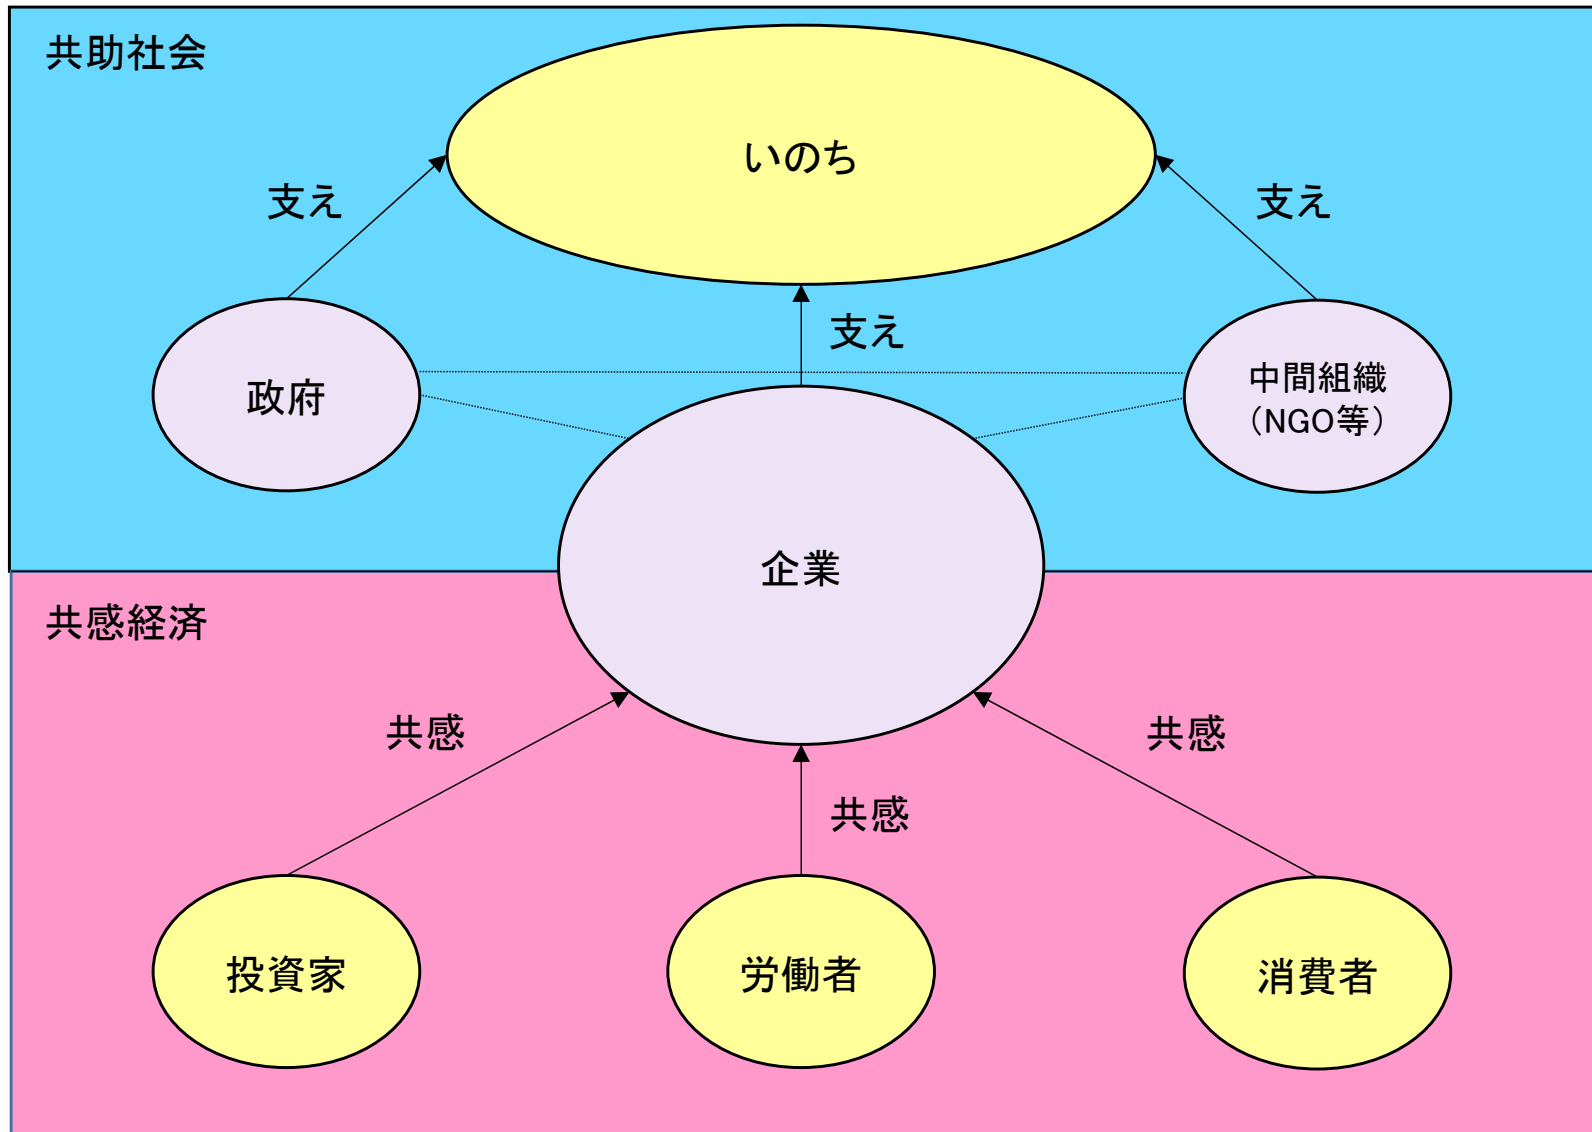 共助社会
いのち
支え
支え
支え
政府
中間組織
（NGO等）
企業
共感経済
共感
共感
共感
投資家
労働者
消費者